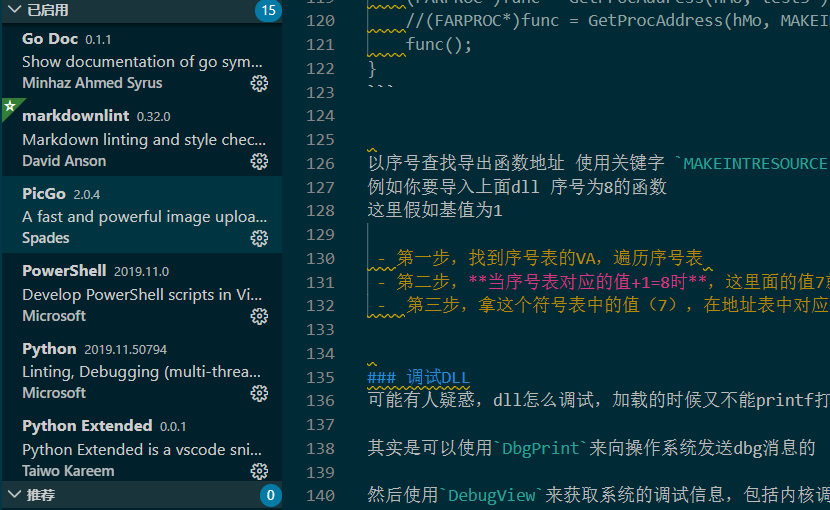 已启用 15
Go Doc 0.1.1
Show documentation of go sym...
Minhaz Ahmed Syrus
markdownlint 0.32.0
Markdown linting and style chec...
David Anson
PicGo 2.0.4
A fast and powerful image uploa...
Spades
PowerShell 2019.11.0
Develop PowerShell scripts in Vi...
Microsoft
Python 2019.11.50794
Linting, Debugging (multi-threa...
Microsoft
Python Extended 0.0.1
Python Extended is a vscode sni...
Taiwo Kareem
推荐 0
120 //(FARPROC*)func = GetProcAddress(hMo, MAKEI
121 func();
122 }
123 ```
124
125
126 以序号查找导出函数地址 使用关键字 `MAKEINTRESOURCE
127 例如你要导入上面dll 序号为8的函数
128 这里假如基值为1
129
130 - 第一步，找到序号表的VA，遍历序号表
131 - 第二步，**当序号表对应的值+1=8时**，这里面的值7
132 - 第三步，拿这个符号表中的值（7），在地址表中对应
133
134
135 ### 调试DLL
136 可能有人疑惑，dll怎么调试，加载的时候又不能printf打
137
138 其实是可以使用`DbgPrint`来向操作系统发送dbg消息的
139
140 然后使用`DebugView`来获取系统的调试信息，包括内核调